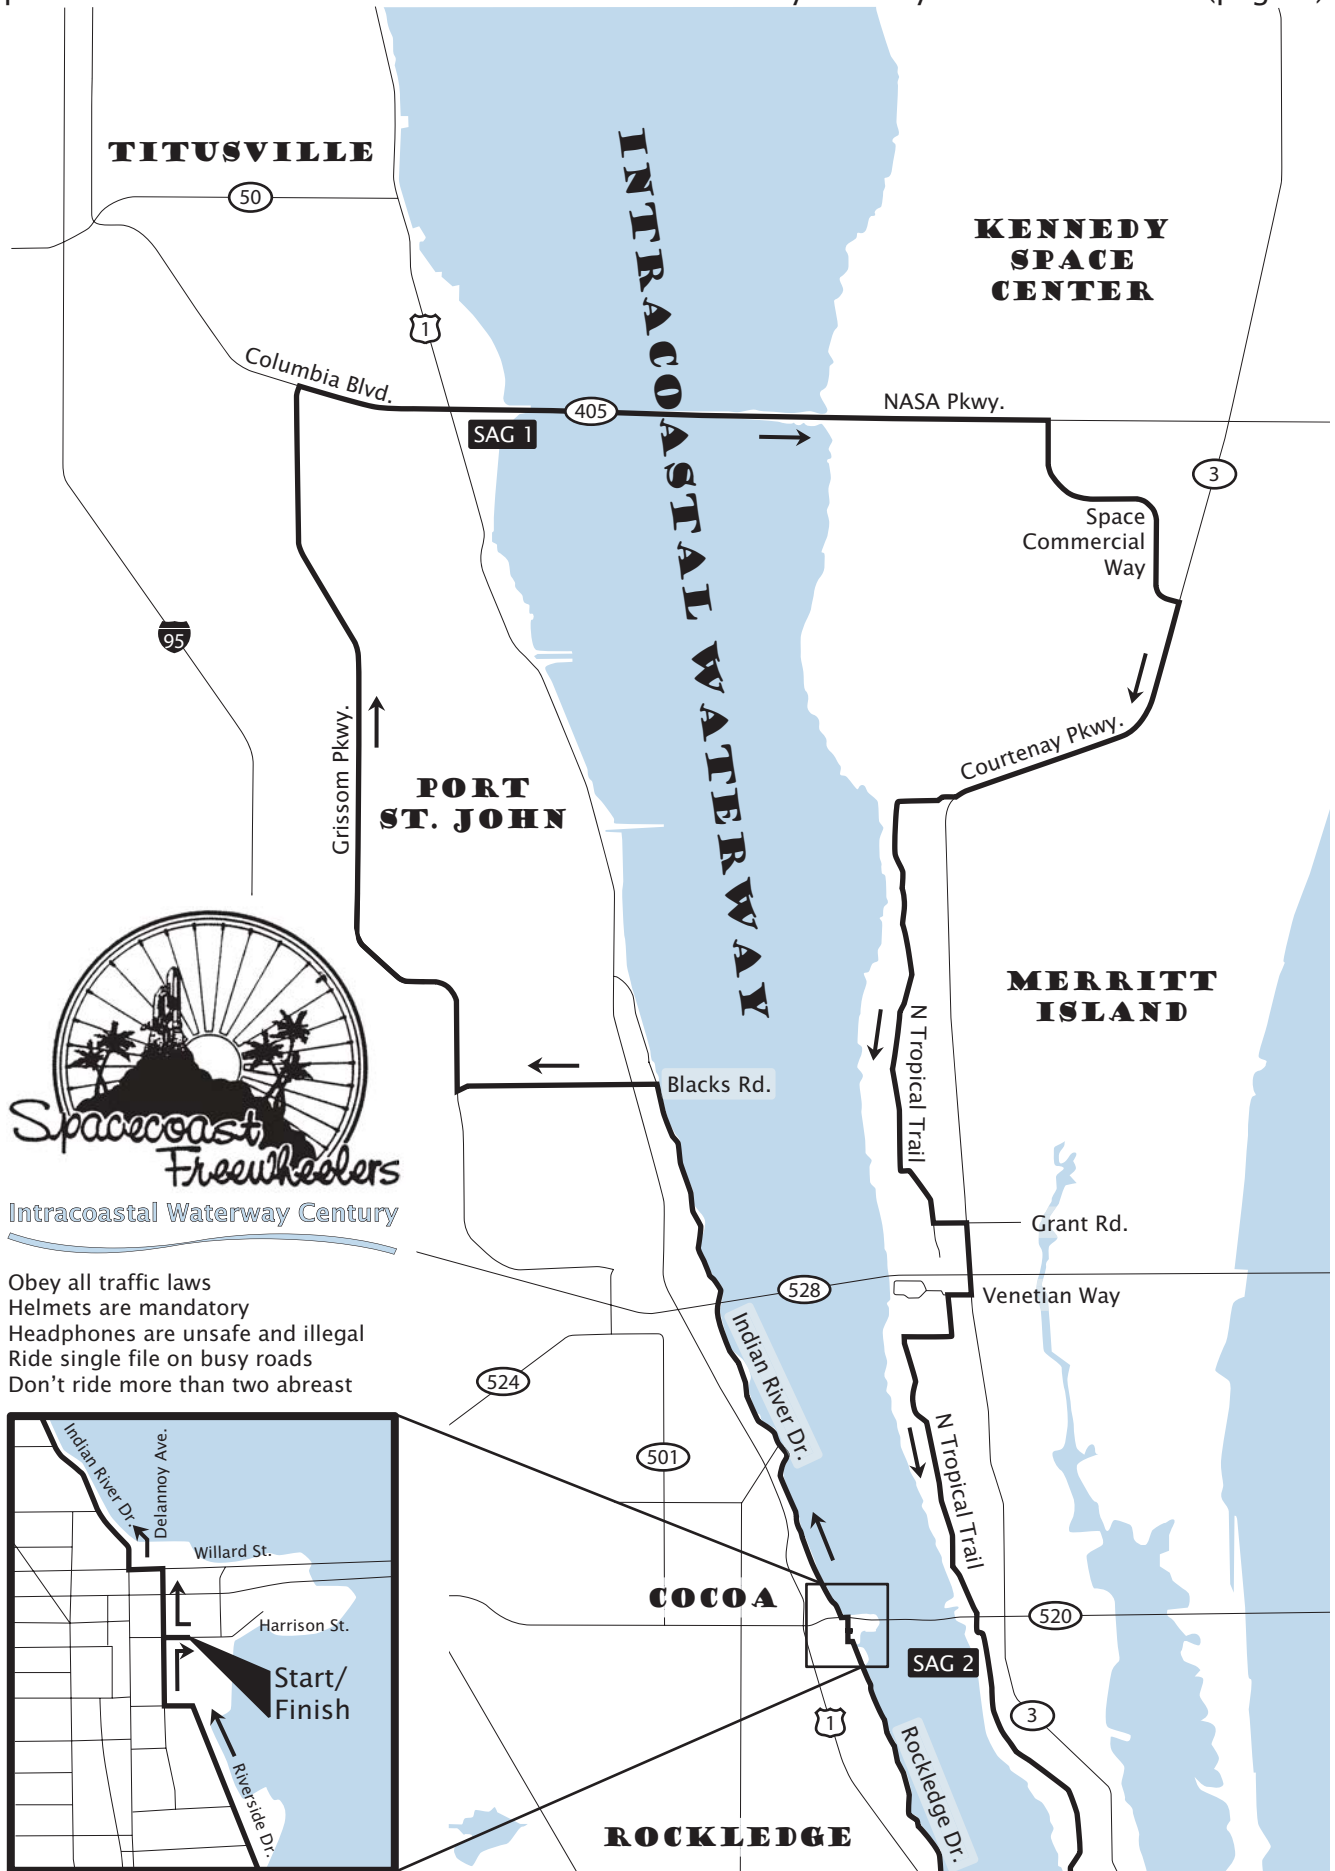 TITUSVILLE
50
INTRACOASTAL WATERWAY
KENNEDY
SPACE
CENTER
1
Columbia Blvd.
405
NASA Pkwy.
SAG 1
3
Space
Commercial
Way
95
Grissom Pkwy.
Courtenay Pkwy.
PORT
ST. JOHN
MERRITT
ISLAND
N Tropical Trail
Blacks Rd.
Spacecoast
Freewheelers
Intracoastal Waterway Century
Grant Rd.
528
Venetian Way
Obey all traffic laws
Helmets are mandatory
Headphones are unsafe and illegal
Ride single file on busy roads
Don't ride more than two abreast
Indian River Dr.
524
501
N Tropical Trail
COCOA
520
SAG 2
3
1
Rockledge Dr.
ROCKLEDGE
Indian River Dr.
Delannoy Ave.
Willard St.
Harrison St.
Start/
Finish
Riverside Dr.